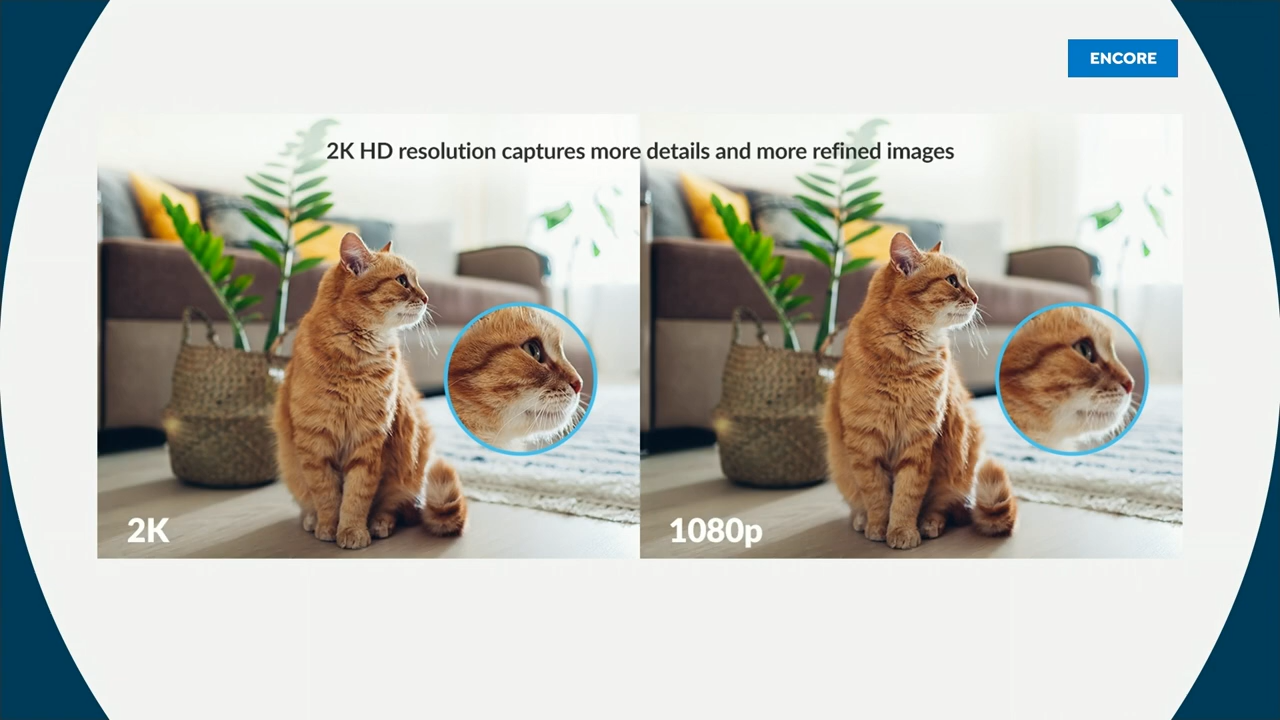 ENCORE
2K HD resolution captures more details and more refined images
2K
1080p